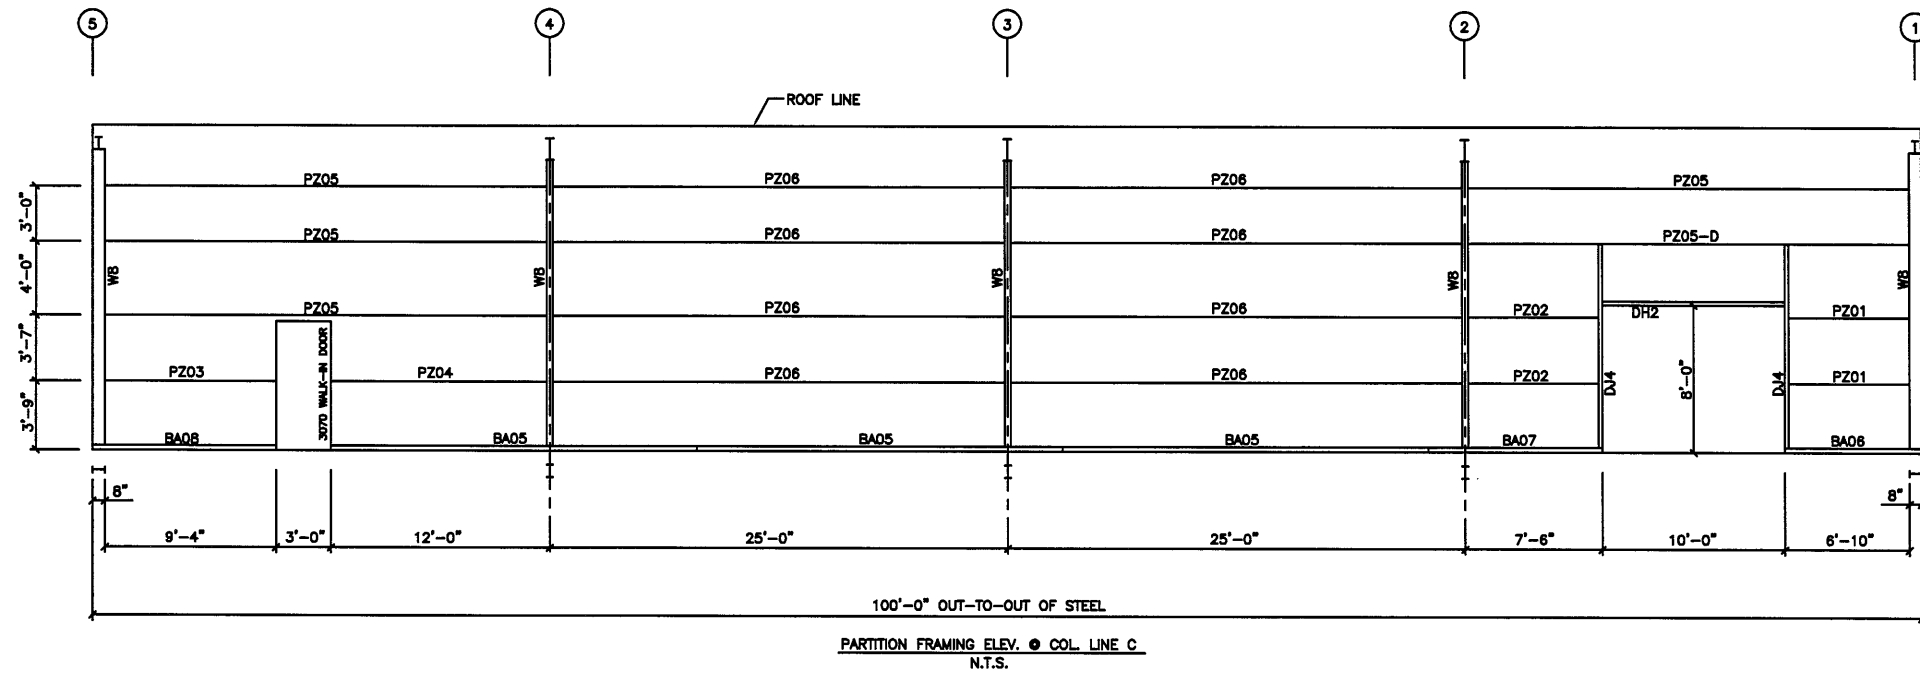 5 4 3 2 1
ROOF LINE
PZ05 PZ06 PZ06 PZ05
3'-0"
PZ05 PZ06 PZ06 PZ05-D
4'-0" W8 W8 W8 W8 W8
PZ05 PZ06 PZ06 PZ02 DH2 PZ01
3'-7"
3070 WALK-IN DOOR
PZ03 PZ04 PZ06 PZ06 PZ02 DJ4 8'-0" DJ4 PZ01
3'-9"
BA08 BA05 BA05 BA05 BA07 BA06
8" 8"
9'-4" 3'-0" 12'-0" 25'-0" 25'-0" 7'-6" 10'-0" 6'-10"
100'-0" OUT-TO-OUT OF STEEL
PARTITION FRAMING ELEV. @ COL. LINE C
N.T.S.